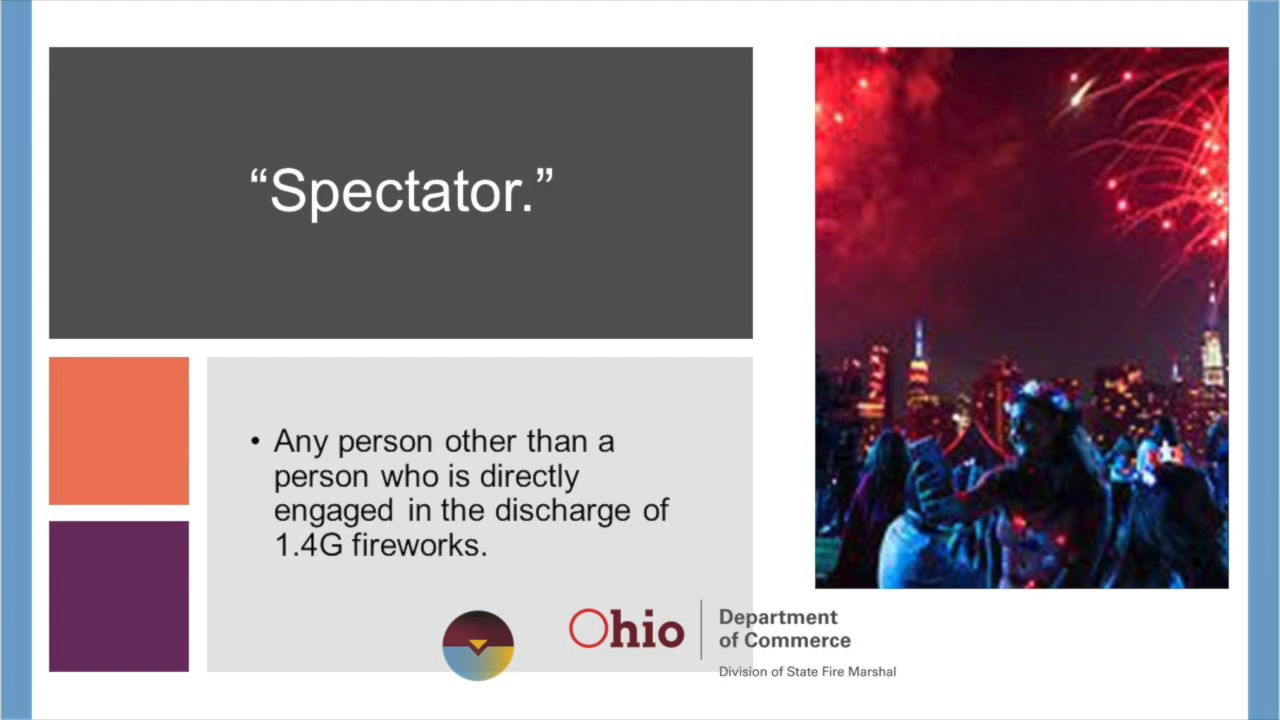 “Spectator.”
• Any person other than a
person who is directly
engaged in the discharge of
1.4G fireworks.
Ohio
Department
of Commerce
Division of State Fire Marshal